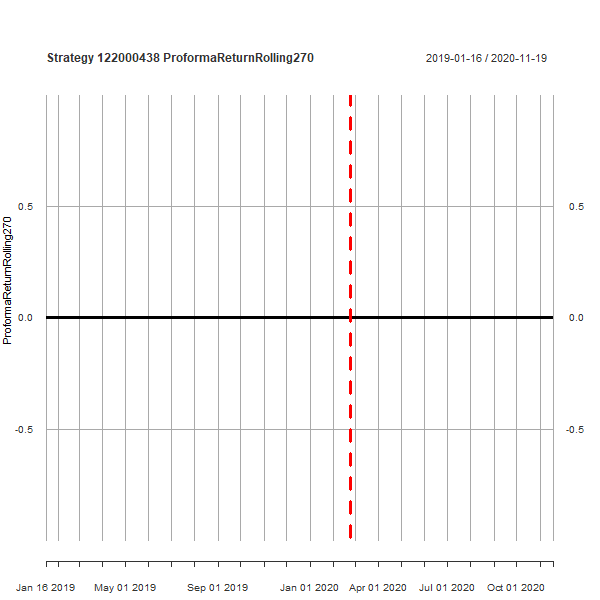 Strategy 122000438 ProformaReturnRolling270
2019-01-16 / 2020-11-19
ProformaReturnRolling270
0.5
0.5
0.0
0.0
-0.5
-0.5
Jan 16 2019
May 01 2019
Sep 01 2019
Jan 01 2020
Apr 01 2020
Jul 01 2020
Oct 01 2020